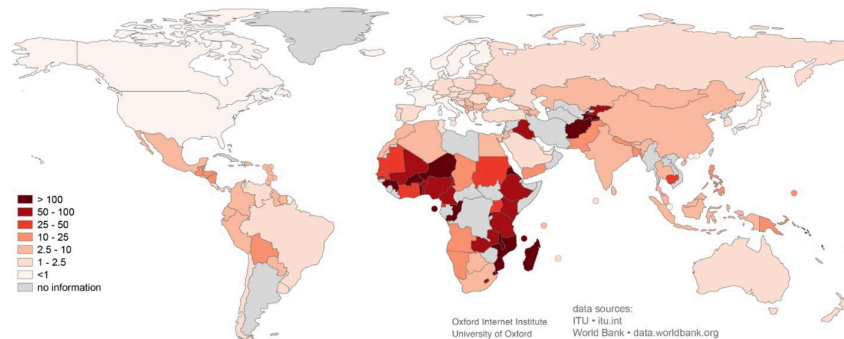 > 100
50 - 100
25 - 50
10 - 25
2.5 - 10
1 - 2.5
<1
no information
Oxford Internet Institute
University of Oxford
data sources:
ITU • itu.int
World Bank • data.worldbank.org